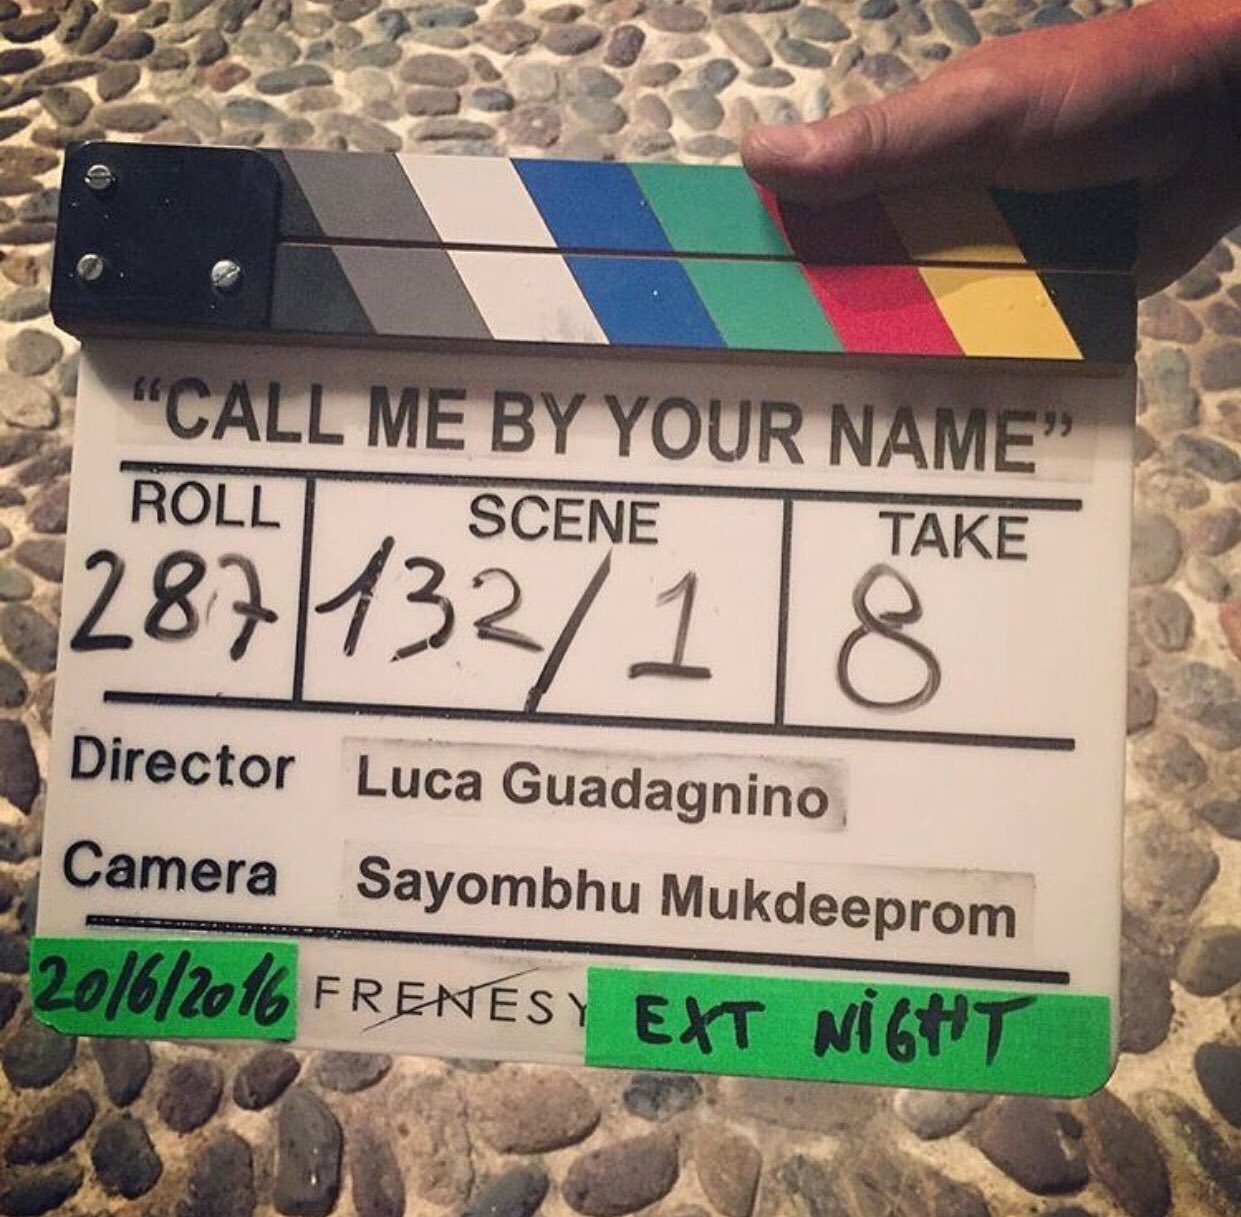 “CALL ME BY YOUR NAME”
ROLL SCENE TAKE
287 132/1 8
Director Luca Guadagnino
Camera Sayombhu Mukdeeprom
20/6/2016 FRENESY EXT NiGHT